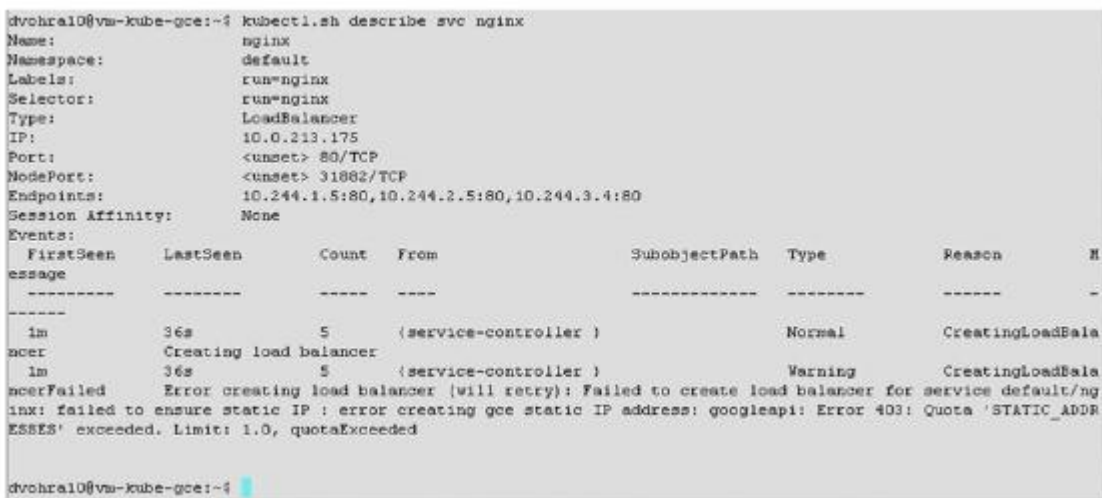 dvohra10@vm-kube-gce:~$ kubectl.sh describe svc nginx
Name: nginx
Namespace: default
Labels: run=nginx
Selector: run=nginx
Type: LoadBalancer
IP: 10.0.213.175
Port: <unset> 80/TCP
NodePort: <unset> 31882/TCP
Endpoints: 10.244.1.5:80,10.244.2.5:80,10.244.3.4:80
Session Affinity: None
Events:
FirstSeen LastSeen Count From SubobjectPath Type Reason M
essage
--------- -------- ----- ---- ------------- -------- ------ -
------
1m 36s 5 {service-controller } Normal CreatingLoadBala
ncer Creating load balancer
1m 36s 5 {service-controller } Warning CreatingLoadBala
ncerFailed Error creating load balancer (will retry): Failed to create load balancer for service default/ng
inx: failed to ensure static IP : error creating gce static IP address: googleapi: Error 403: Quota 'STATIC_ADDR
ESSES' exceeded. Limit: 1.0, quotaExceeded
dvohra10@vm-kube-gce:~$